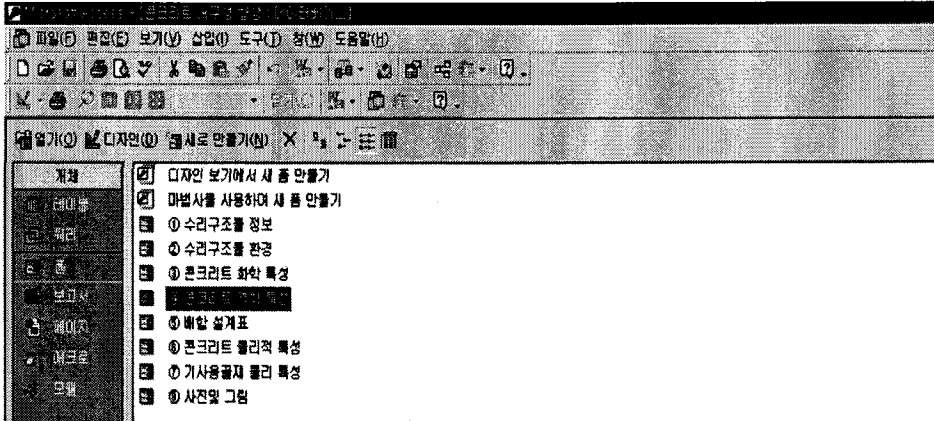 파일(F) 편집(E) 보기(V) 삽입(I) 도구(T) 창(W) 도움말(H)
열기(O) 디자인(D) 새로 만들기(N)
개체
테이블
쿼리
폼
보고서
페이지
매크로
모듈
디자인 보기에서 새 폼 만들기
마법사를 사용하여 새 폼 만들기
① 수리구조물 정보
② 수리구조물 환경
③ 콘크리트 화학 특성
⑤ 배합 설계표
⑥ 콘크리트 물리적 특성
⑦ 기사용골재 물리 특성
⑧ 사진및 그림